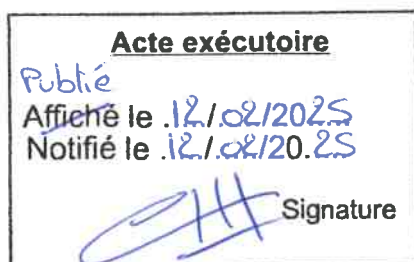 Acte exécutoire
Publié
Affiché le .12/.02/2025
Notifié le .12/.02/20.25
Signature